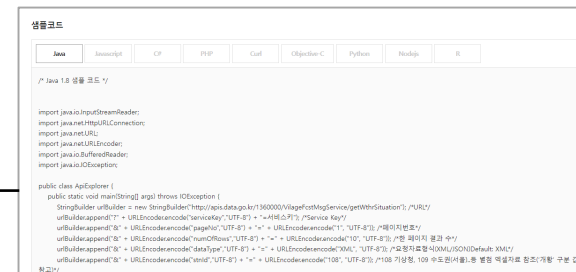 샘플코드
Java Javascript C# PHP Curl Objective-C Python Nodejs R
/* Java 1.8 샘플 코드 */
import java.io.InputStreamReader;
import java.net.HttpURLConnection;
import java.net.URL;
import java.net.URLEncoder;
import java.io.BufferedReader;
import java.io.IOException;
public class ApiExplorer {
public static void main(String[] args) throws IOException {
StringBuilder urlBuilder = new StringBuilder("http://apis.data.go.kr/1360000/VilageFcstMsgService/getWthrSituation"); /*URL*/
urlBuilder.append("?" + URLEncoder.encode("serviceKey","UTF-8") + "=서비스키"); /*Service Key*/
urlBuilder.append("&" + URLEncoder.encode("pageNo","UTF-8") + "=" + URLEncoder.encode("1", "UTF-8")); /*페이지번호*/
urlBuilder.append("&" + URLEncoder.encode("numOfRows","UTF-8") + "=" + URLEncoder.encode("10", "UTF-8")); /*한 페이지 결과 수*/
urlBuilder.append("&" + URLEncoder.encode("dataType","UTF-8") + "=" + URLEncoder.encode("XML", "UTF-8")); /*요청자료형식(XML/JSON)Default: XML*/
urlBuilder.append("&" + URLEncoder.encode("stnId","UTF-8") + "=" + URLEncoder.encode("108", "UTF-8")); /*108 기상청, 109 수도권(서울)..등 별첨 엑셀자료 참조('개황' 구분 값
참고)*/